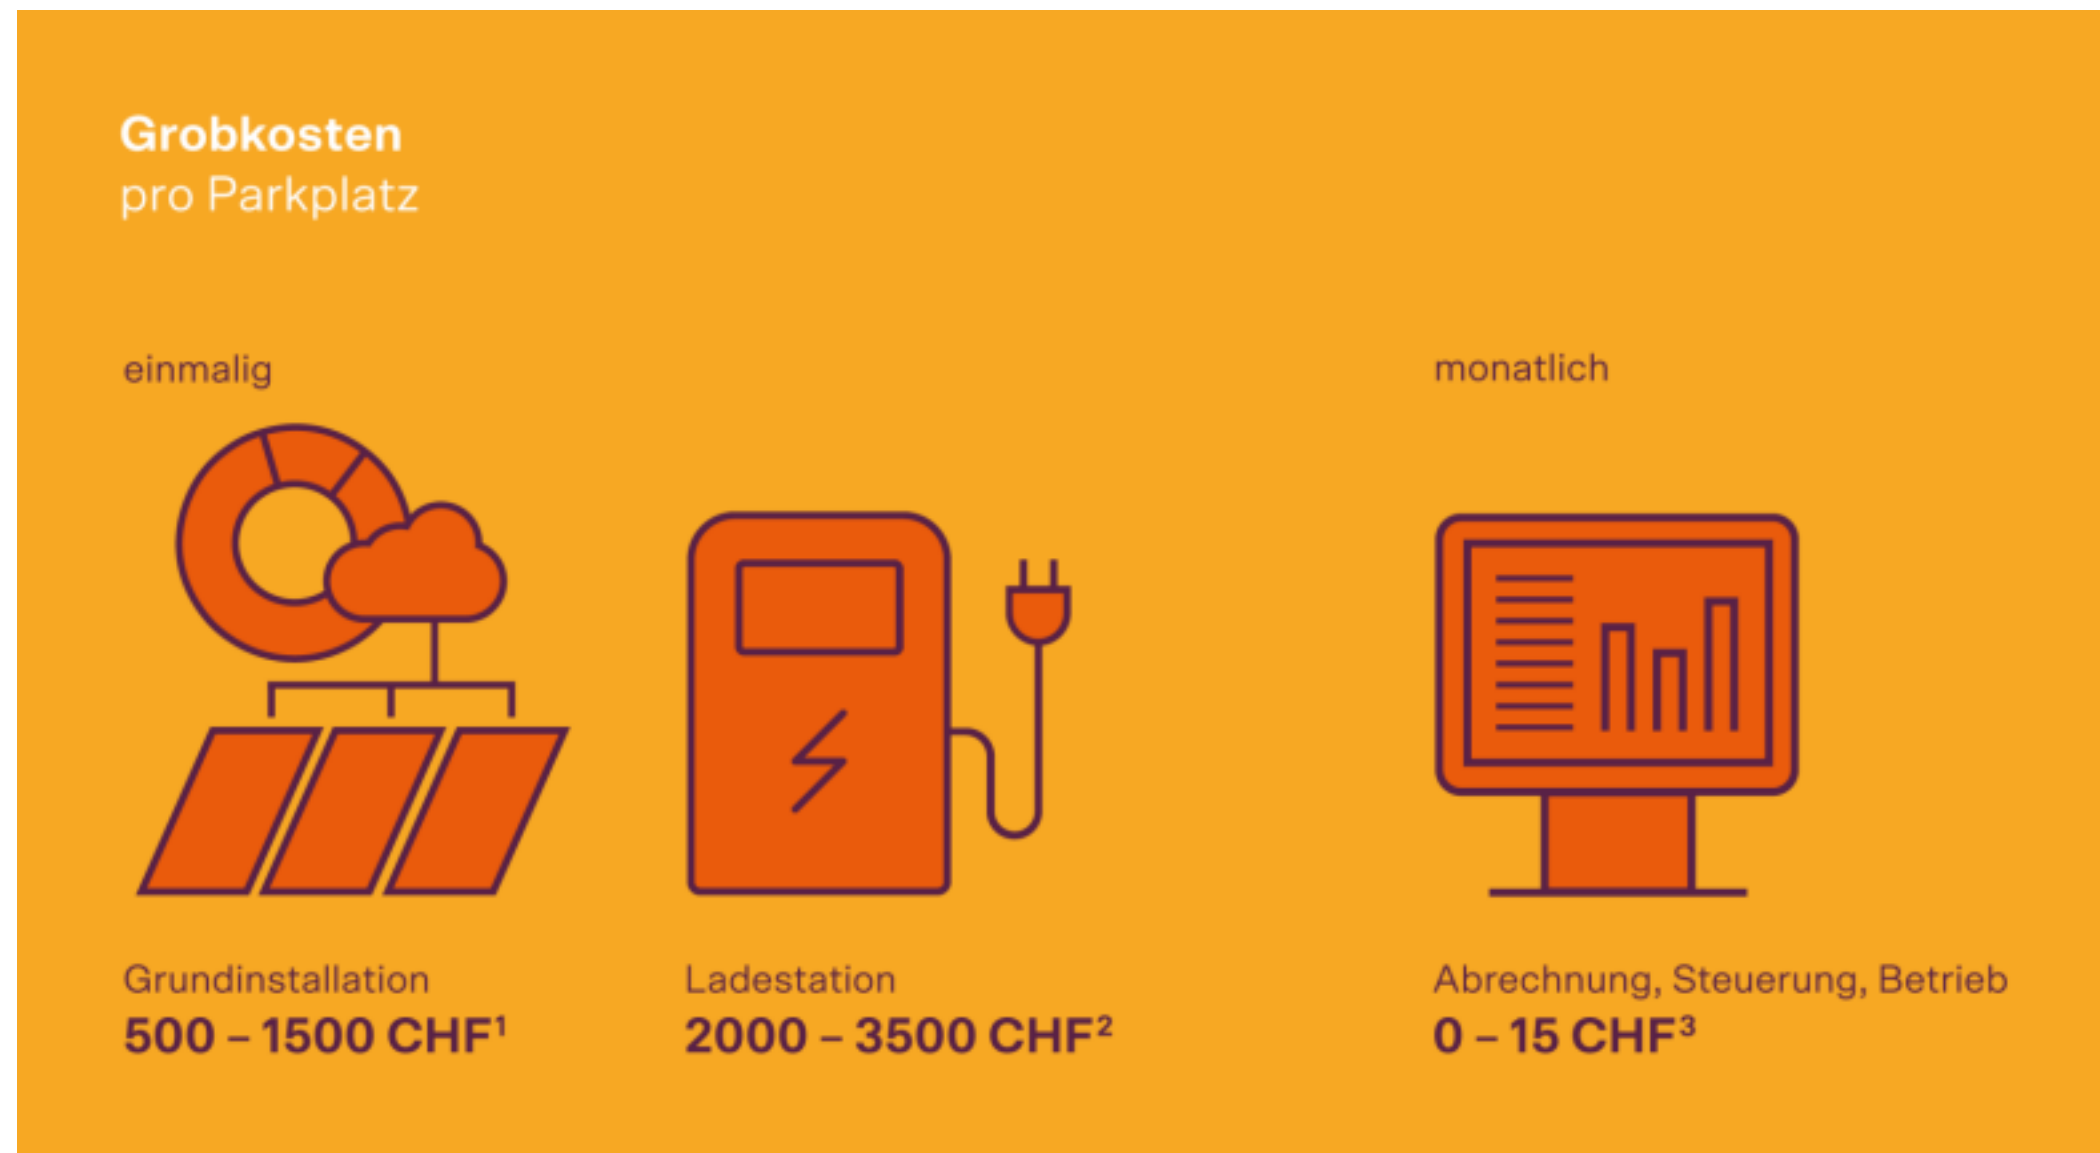 Grobkosten
pro Parkplatz
einmalig
monatlich
Grundinstallation
500 – 1500 CHF¹
Ladestation
2000 – 3500 CHF²
Abrechnung, Steuerung, Betrieb
0 – 15 CHF³